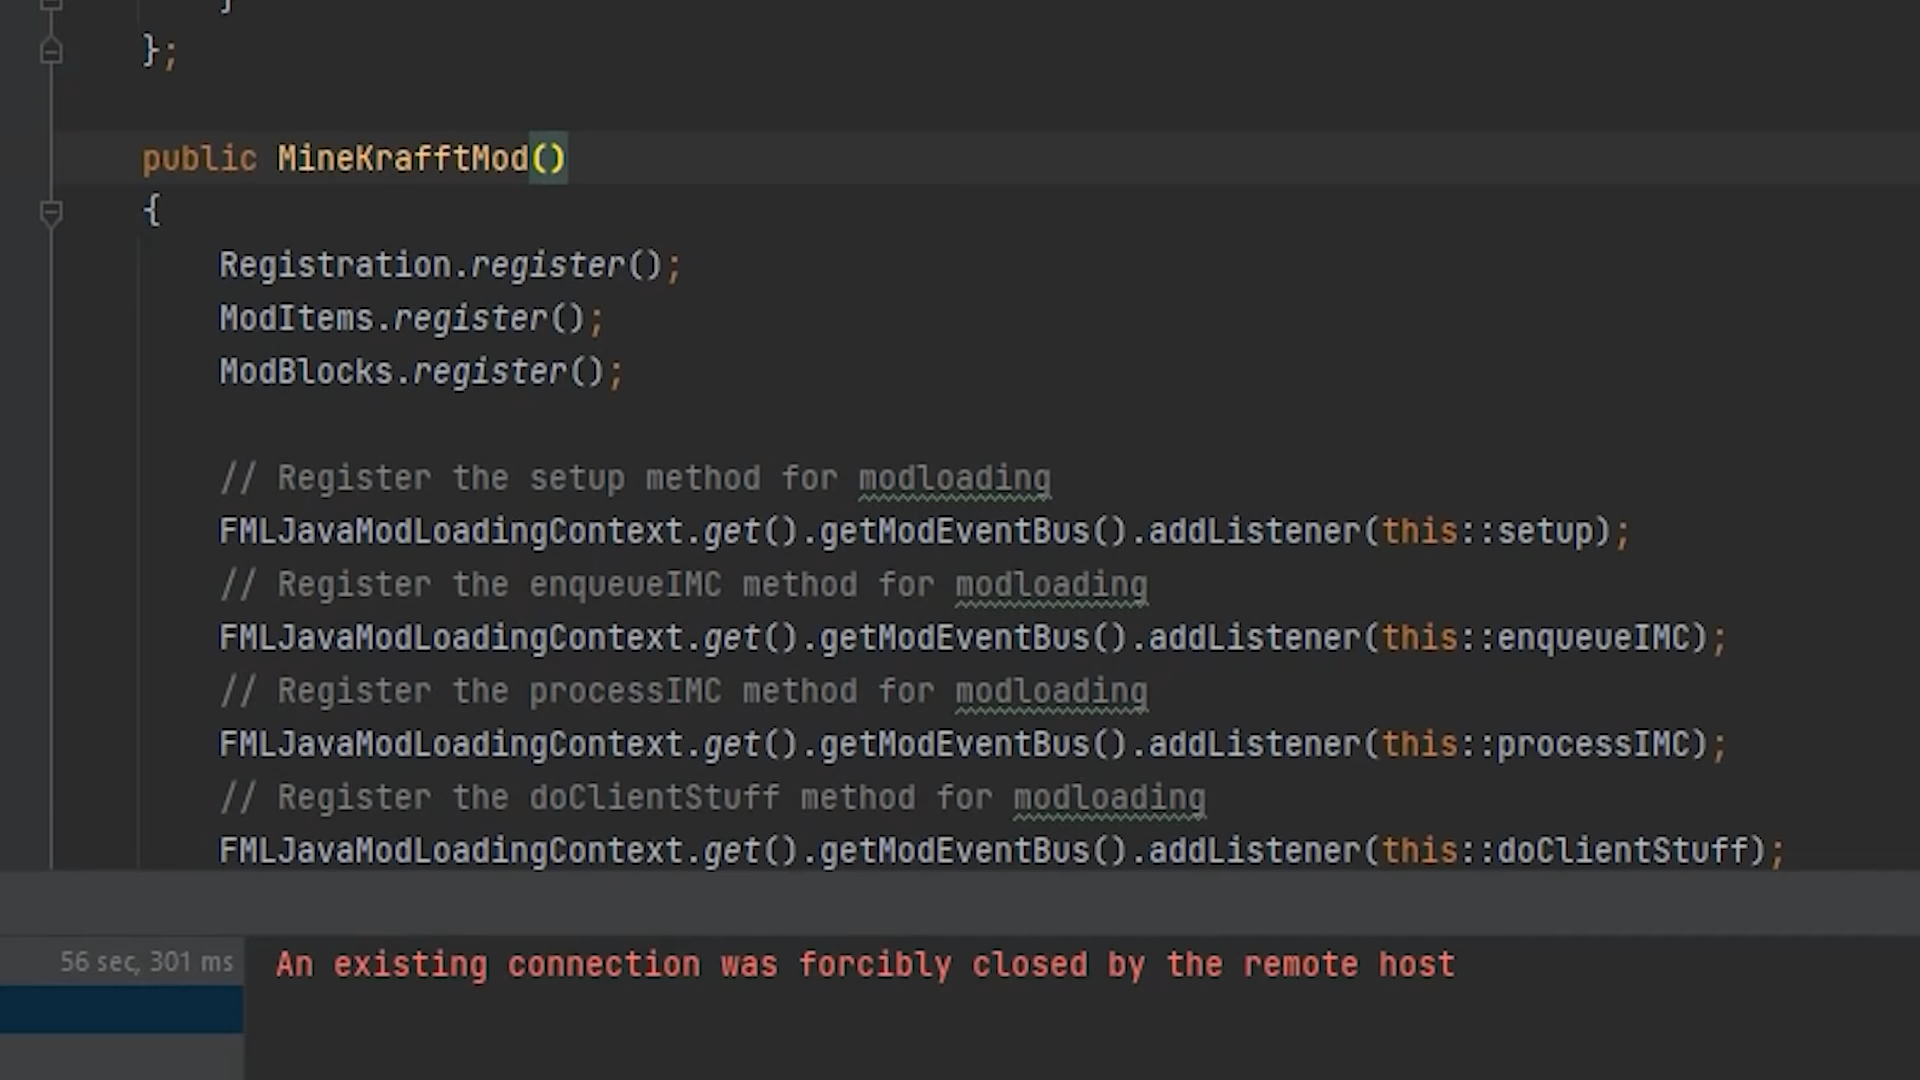 }
};
public MineKrafftMod()
{
Registration.register();
ModItems.register();
ModBlocks.register();
// Register the setup method for modloading
FMLJavaModLoadingContext.get().getModEventBus().addListener(this::setup);
// Register the enqueueIMC method for modloading
FMLJavaModLoadingContext.get().getModEventBus().addListener(this::enqueueIMC);
// Register the processIMC method for modloading
FMLJavaModLoadingContext.get().getModEventBus().addListener(this::processIMC);
// Register the doClientStuff method for modloading
FMLJavaModLoadingContext.get().getModEventBus().addListener(this::doClientStuff);
56 sec, 301 ms
An existing connection was forcibly closed by the remote host